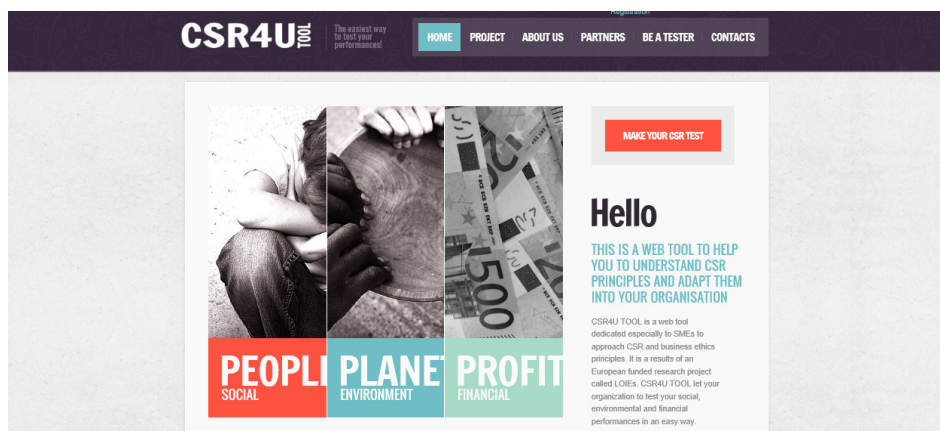 Registration
CSR4U TOOL
The easiest way
to test your
performances!
HOME PROJECT ABOUT US PARTNERS BE A TESTER CONTACTS
MAKE YOUR CSR TEST
Hello
THIS IS A WEB TOOL TO HELP
YOU TO UNDERSTAND CSR
PRINCIPLES AND ADAPT THEM
INTO YOUR ORGANISATION
CSR4U TOOL is a web tool
dedicated especially to SMEs to
approach CSR and business ethics
principles. It is a results of an
European funded research project
called LOIEs. CSR4U TOOL let your
organization to test your social,
environmental and financial
performances in an easy way.
500
PEOPL
SOCIAL
PLANET
ENVIRONMENT
PROFIT
FINANCIAL